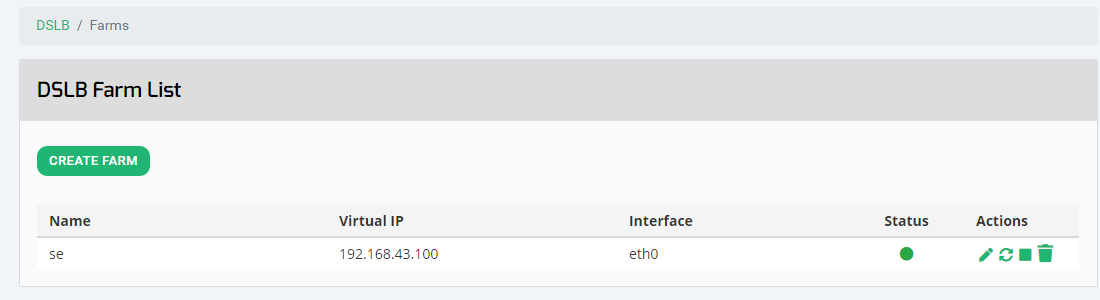 DSLB / Farms
DSLB Farm List
CREATE FARM
Name Virtual IP Interface Status Actions
se 192.168.43.100 eth0